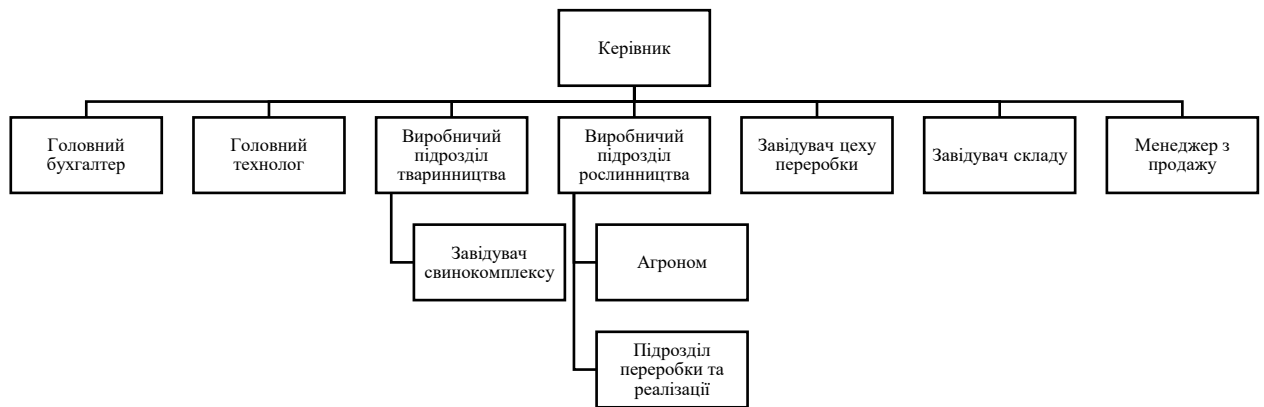 Керівник
Головний
бухгалтер
Головний
технолог
Виробничий
підрозділ
тваринництва
Виробничий
підрозділ
рослинництва
Завідувач цеху
переробки
Завідувач складу
Менеджер з
продажу
Завідувач
свинокомплексу
Агроном
Підрозділ
переробки та
реалізації